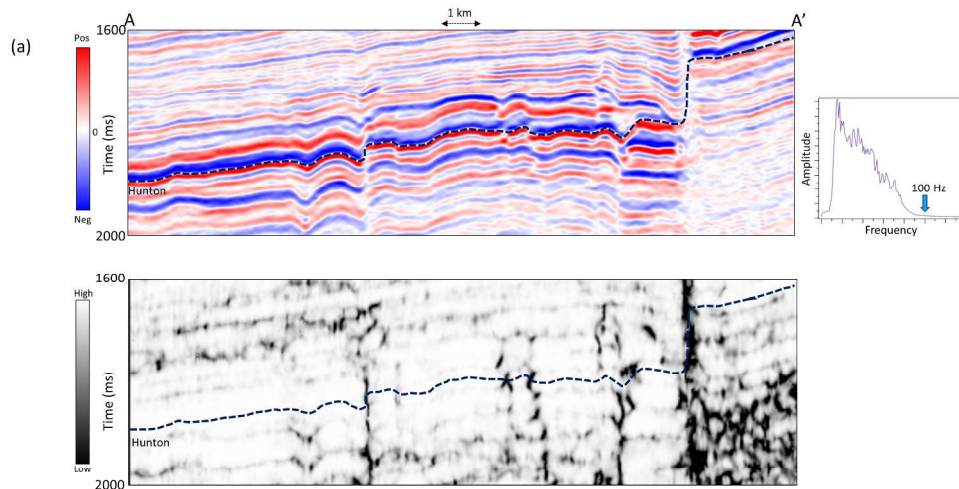 A
1 km
A’
(a)
Pos
0
Neg
1600
Time (ms)
2000
Hunton
Amplitude
100 Hz
Frequency
High
Low
1600
Time (ms)
2000
Hunton